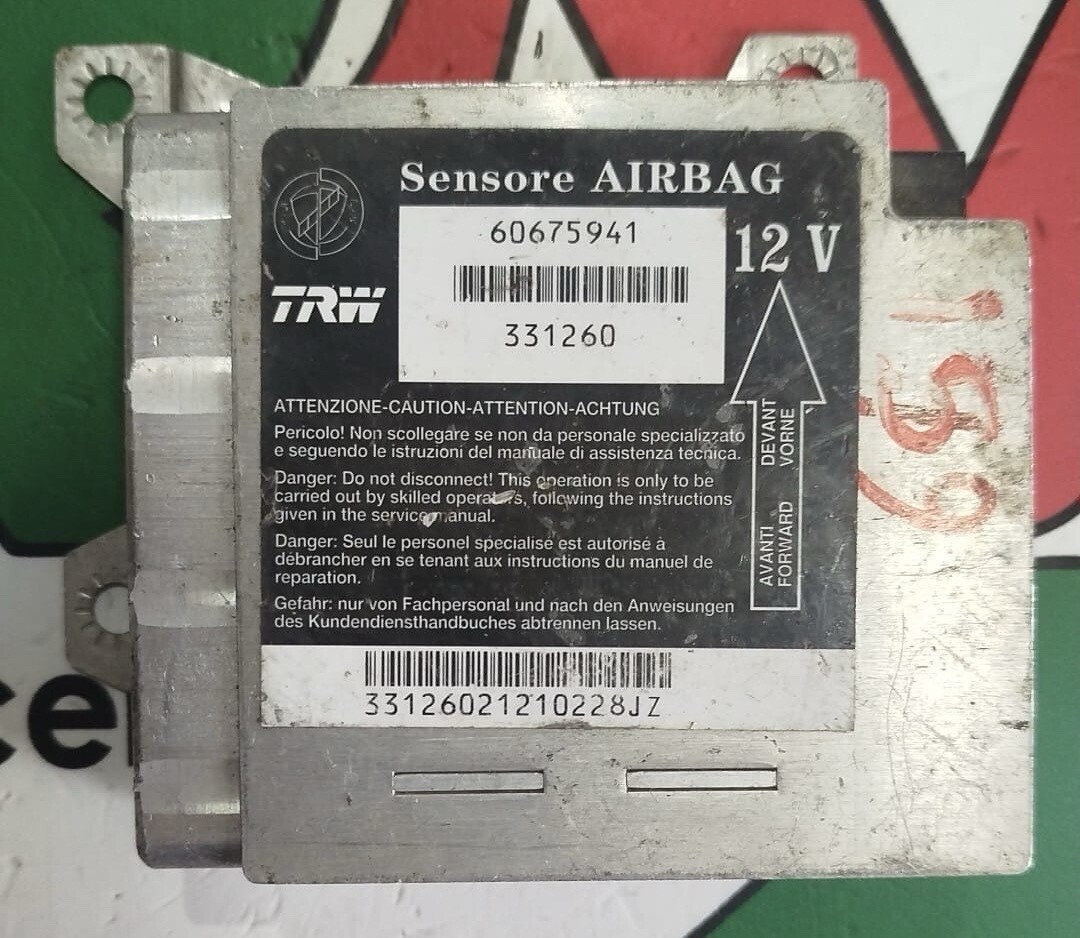 Sensore AIRBAG
60675941
12 V
TRW
331260
ATTENZIONE-CAUTION-ATTENTION-ACHTUNG
Pericolo! Non scollegare se non da personale specializzato
e seguendo le istruzioni del manuale di assistenza tecnica.
Danger: Do not disconnect! This operation is only to be
carried out by skilled operators, following the instructions
given in the service manual.
Danger: Seul le personel spécialisé est autorisé à
débrancher en se tenant aux instructions du manuel de
reparation.
Gefahr: nur von Fachpersonal und nach den Anweisungen
des Kundendiensthandbuches abtrennen lassen.
AVANTI DEVANT
FORWARD VORNE
33126021210228JZ
ce